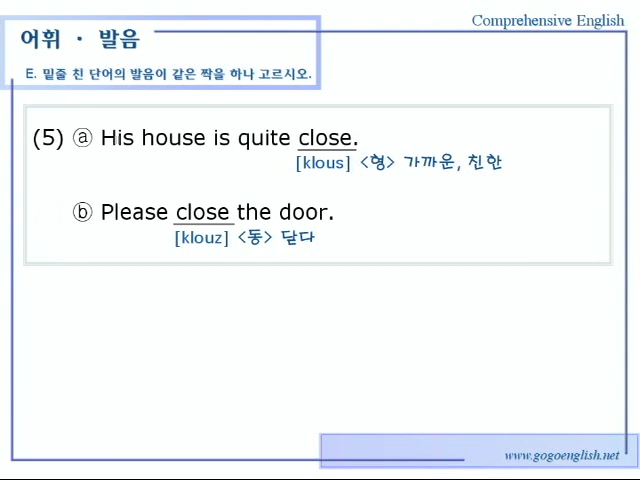 Comprehensive English
어휘 · 발음
E. 밑줄 친 단어의 발음이 같은 짝을 하나 고르시오.
(5) ⓐ His house is quite close.
[klous] <형> 가까운, 친한
ⓑ Please close the door.
[klouz] <동> 닫다
www.gogoenglish.net